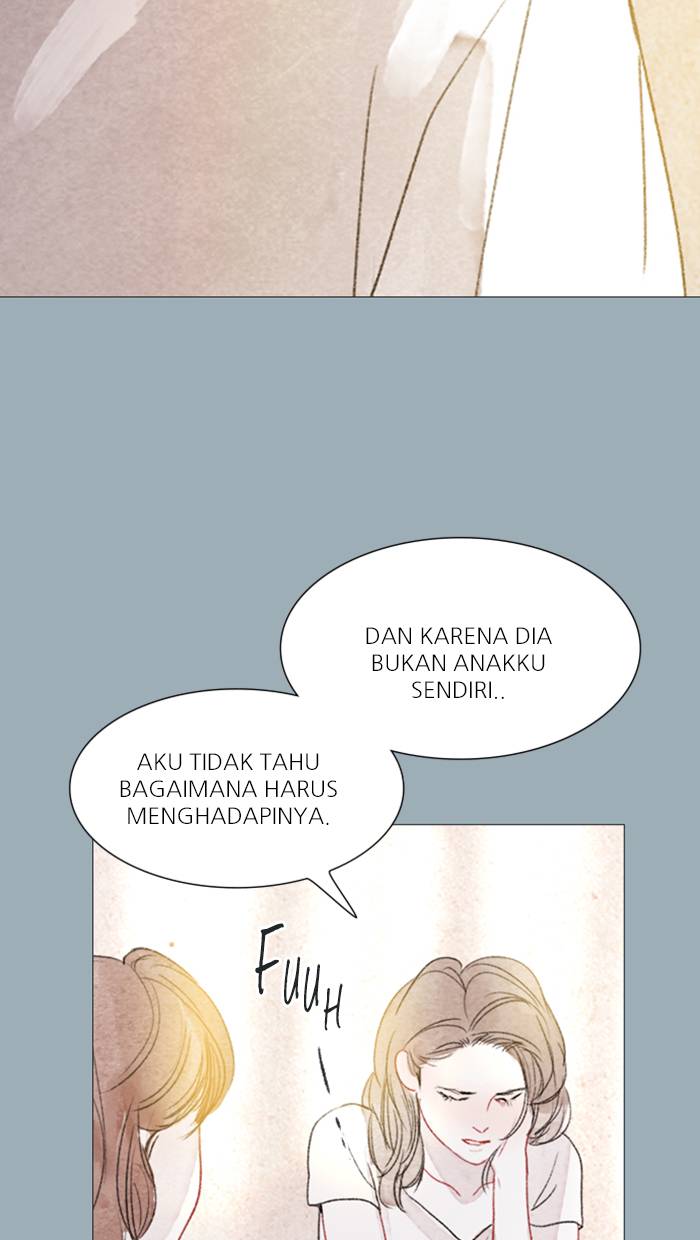 DAN KARENA DIA
BUKAN ANAKKU
SENDIRI..
AKU TIDAK TAHU
BAGAIMANA HARUS
MENGHADAPINYA.
FUUH